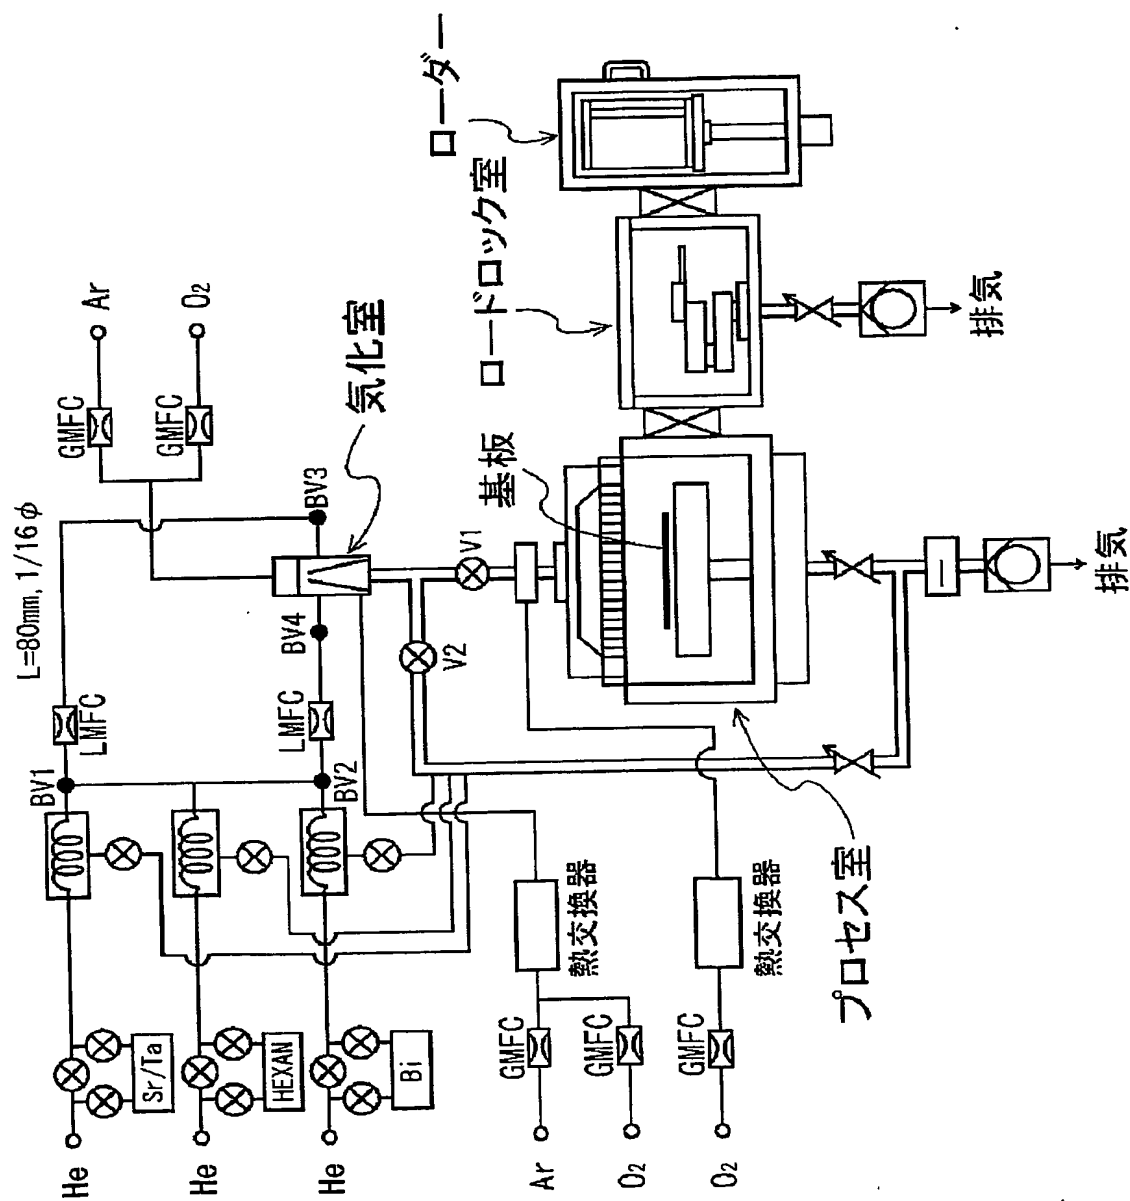 He
He
He
Ar
O2
O2
Sr/Ta
HEXAN
Bi
GMFC
GMFC
GMFC
熱交換器
熱交換器
プロセス室
BV1
BV2
LMFC
LMFC
L=80mm, 1/16φ
BV4
BV3
V2
V1
気化室
GMFC
GMFC
Ar
O2
基板
ロードロック室
ローダー
排気
排気